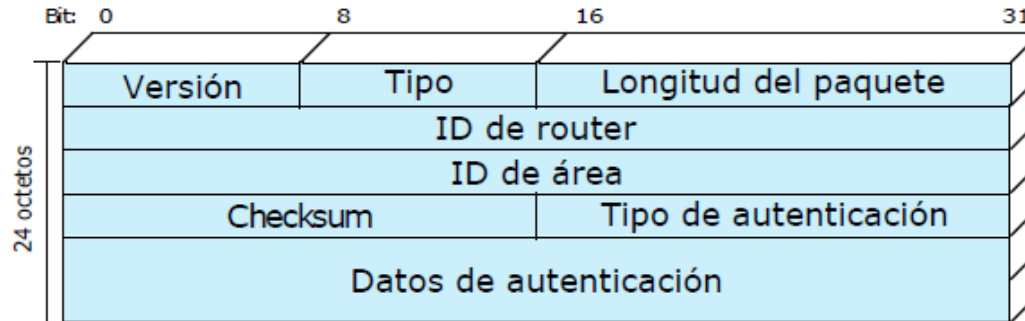 Bit: 0 8 16 31
Versión Tipo Longitud del paquete
ID de router
ID de área
Checksum Tipo de autenticación
Datos de autenticación
24 octetos